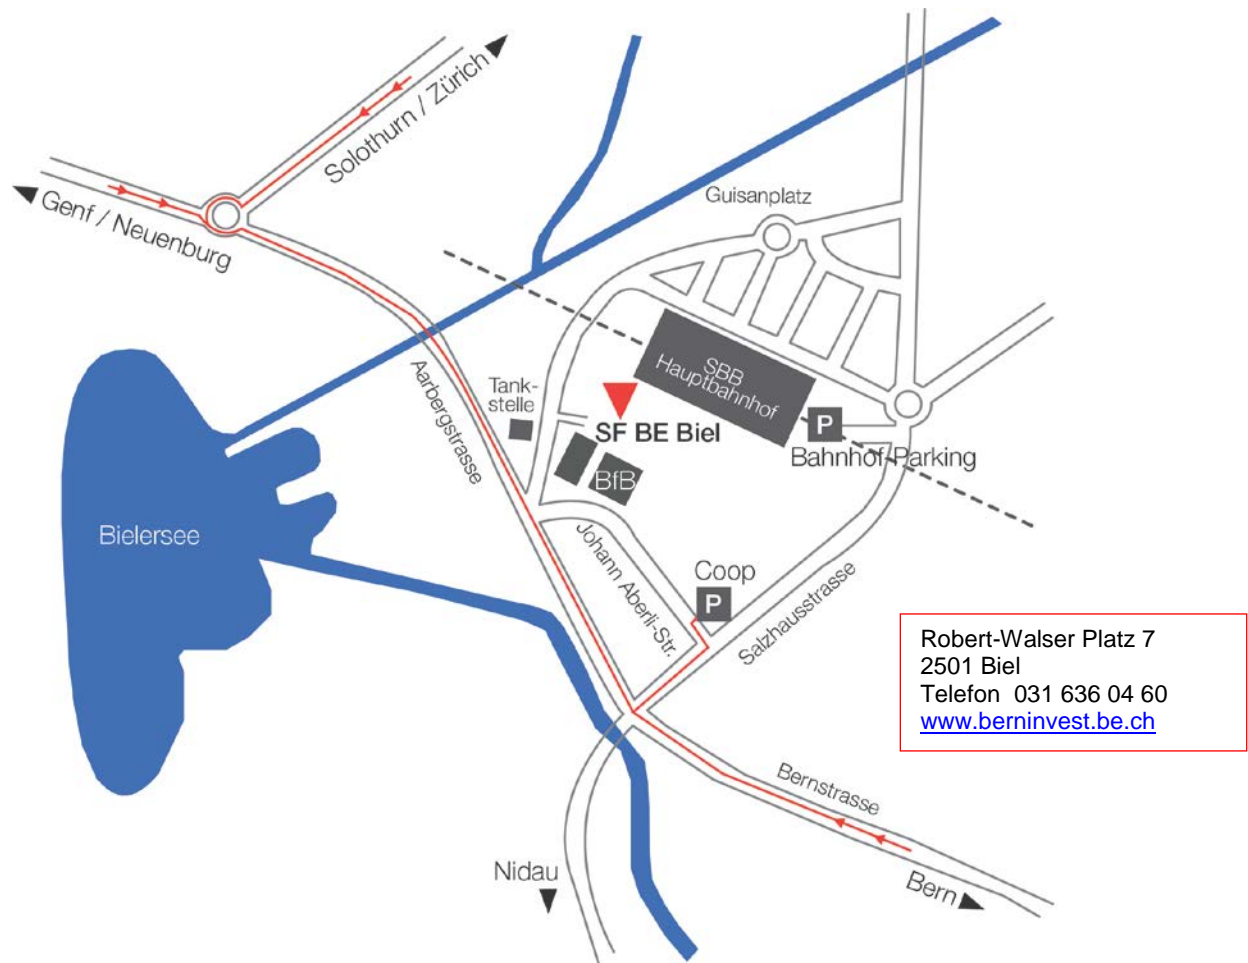 Solothurn / Zürich
Genf / Neuenburg
Guisanplatz
SBB
Hauptbahnhof
Tank-
stelle
Aarbergstrasse
SF BE Biel
P
Bahnhof-Parking
BfB
Bielersee
Johann Aberli-Str.
Coop
P
Salzhausstrasse
Robert-Walser Platz 7
2501 Biel
Telefon  031 636 04 60
www.berninvest.be.ch
Bernstrasse
Nidau
Bern